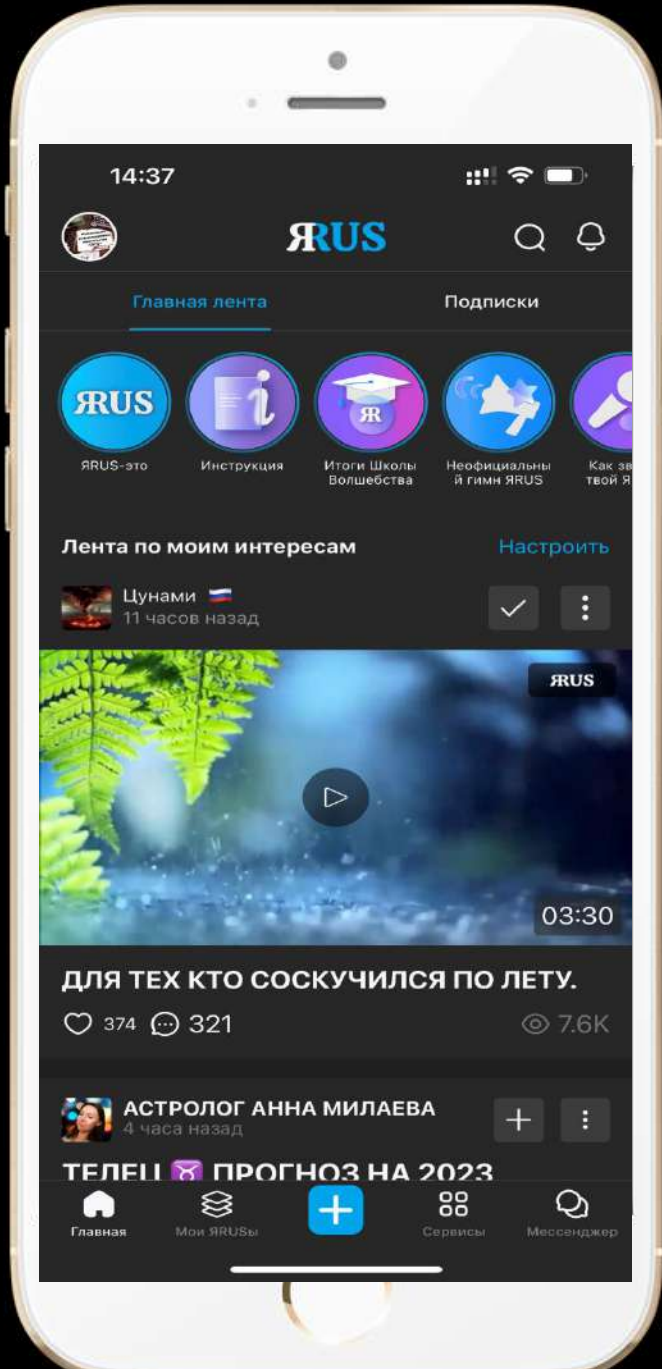 14:37
ЯRUS
Главная лента
Подписки
ЯRUS
ЯRUS-это
Инструкция
ЯR
Итоги Школы
Волшебства
Неофициальны
й гимн ЯRUS
Как зв
твой Я
Лента по моим интересам
Настроить
Цунами
11 часов назад
ЯRUS
03:30
ДЛЯ ТЕХ КТО СОСКУЧИЛСЯ ПО ЛЕТУ.
374 321 7.6K
АСТРОЛОГ АННА МИЛАЕВА
4 часа назад
ТЕЛЕЦ ♉ ПРОГНОЗ НА 2023
Главная
Мои ЯRUSы
Сервисы
Мессенджер